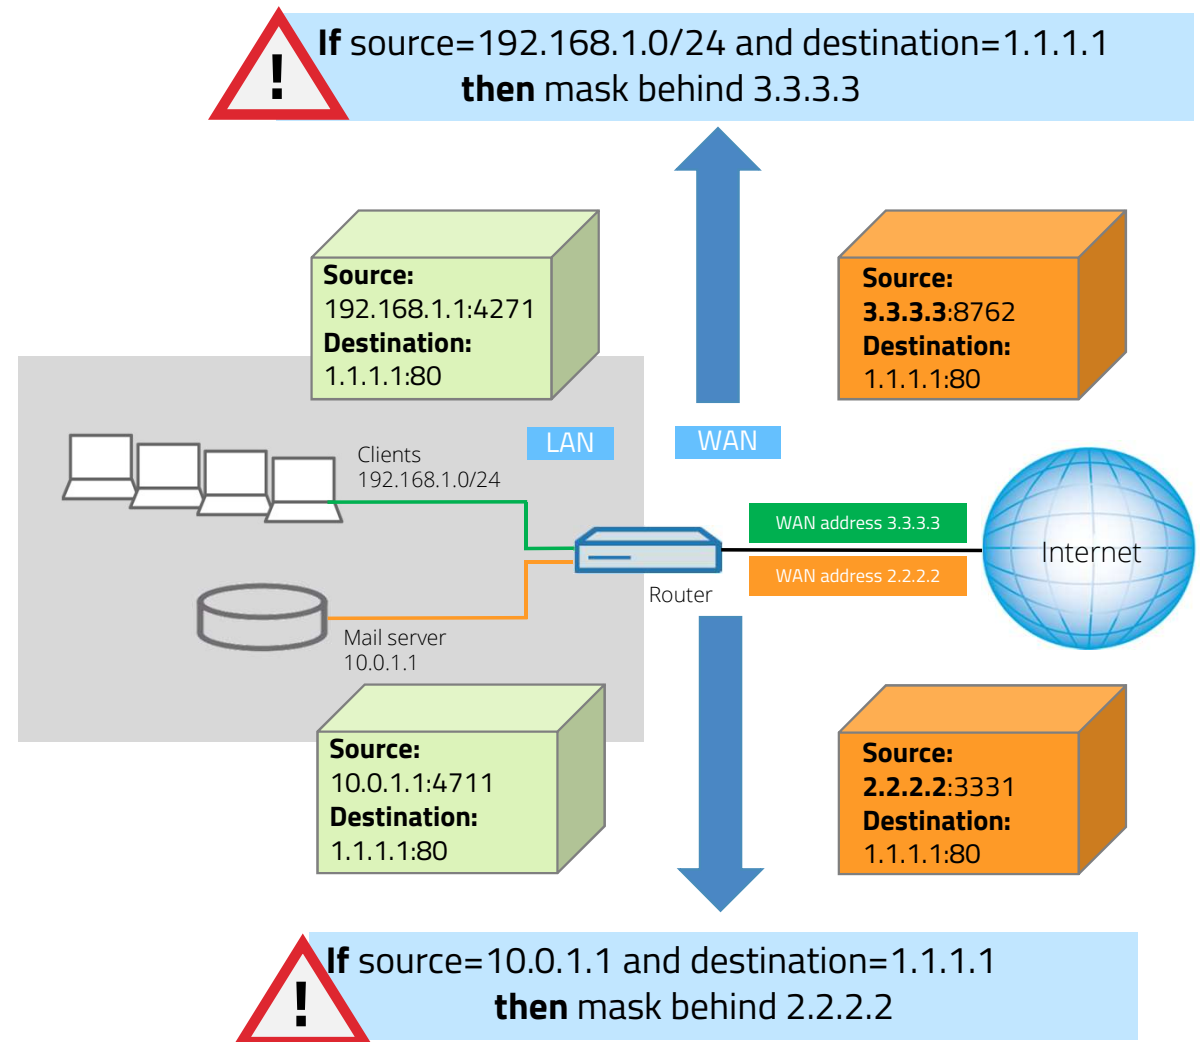 If source=192.168.1.0/24 and destination=1.1.1.1
then mask behind 3.3.3.3
!
Source:
192.168.1.1:4271
Destination:
1.1.1.1:80
Source:
3.3.3.3:8762
Destination:
1.1.1.1:80
LAN
WAN
Clients
192.168.1.0/24
WAN address 3.3.3.3
Internet
WAN address 2.2.2.2
Router
Mail server
10.0.1.1
Source:
10.0.1.1:4711
Destination:
1.1.1.1:80
Source:
2.2.2.2:3331
Destination:
1.1.1.1:80
If source=10.0.1.1 and destination=1.1.1.1
then mask behind 2.2.2.2
!